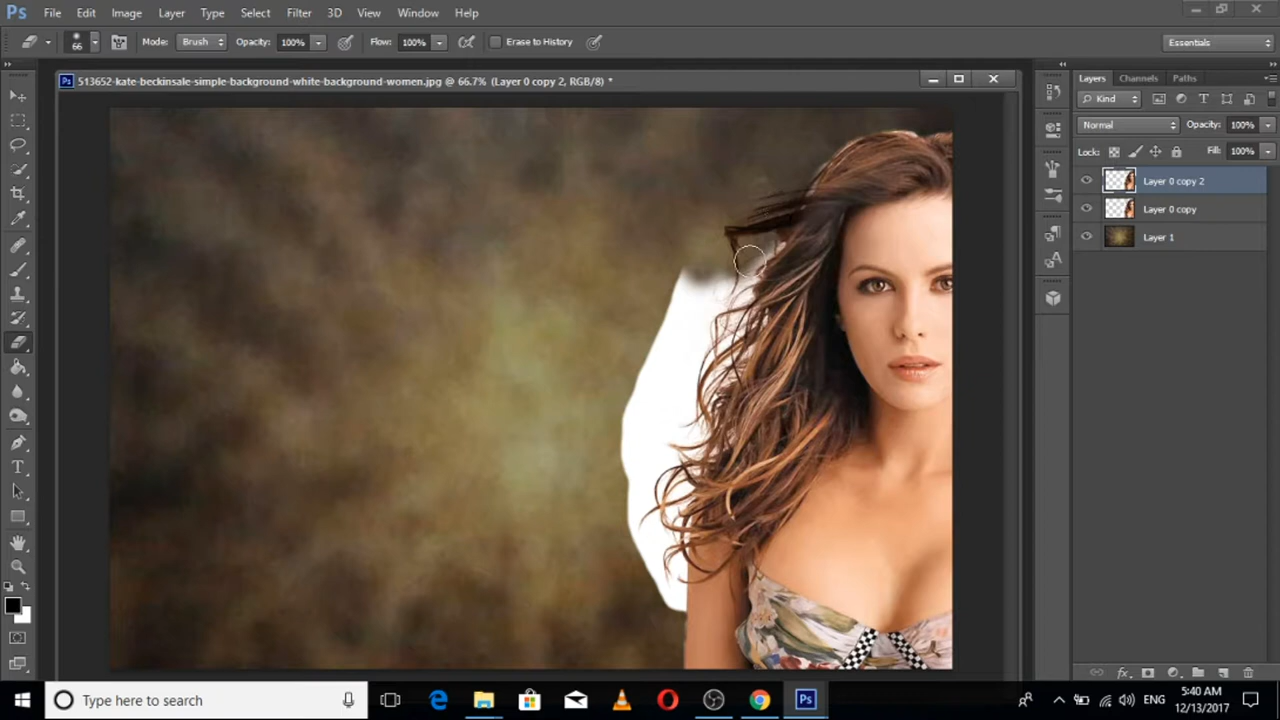 Ps File Edit Image Layer Type Select Filter 3D View Window Help
66 Mode: Brush Opacity: 100% Flow: 100% Erase to History Essentials
Ps 513652-kate-beckinsale-simple-background-white-background-women.jpg @ 66.7% (Layer 0 copy 2, RGB/8) *
Layers Channels Paths
Kind
Normal Opacity: 100%
Lock: Fill: 100%
Layer 0 copy 2
Layer 0 copy
Layer 1
Type here to search
Ps
ENG
5:40 AM
12/13/2017